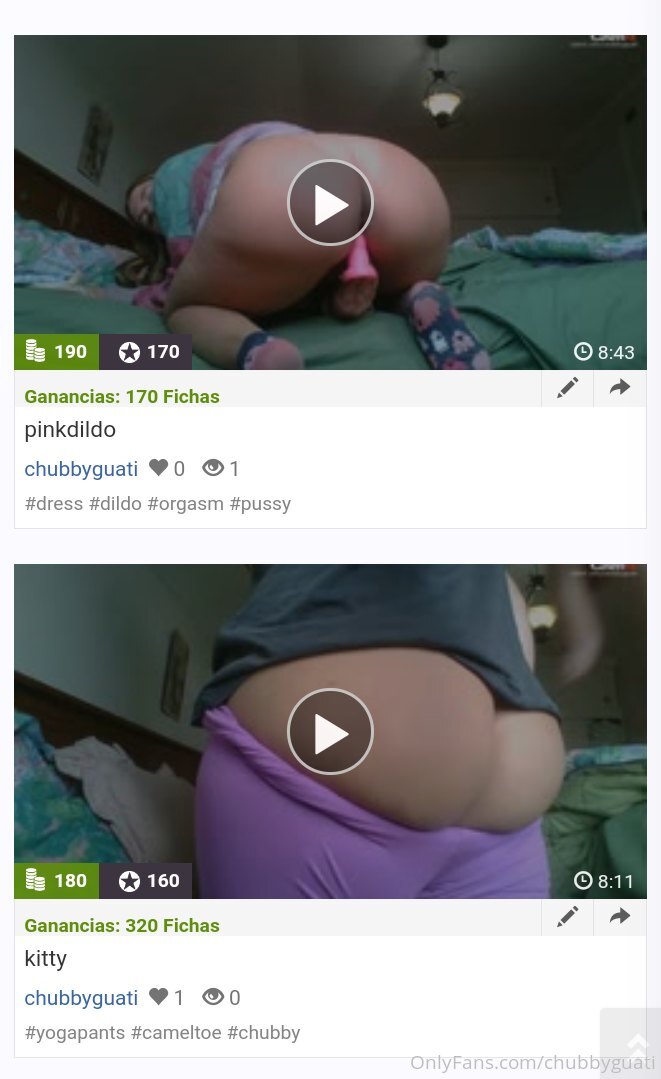 190
170
8:43
Ganancias: 170 Fichas
pinkdildo
chubbyguati 0 1
#dress #dildo #orgasm #pussy
180
160
8:11
Ganancias: 320 Fichas
kitty
chubbyguati 1 0
#yogapants #cameltoe #chubby
OnlyFans.com/chubbyguati